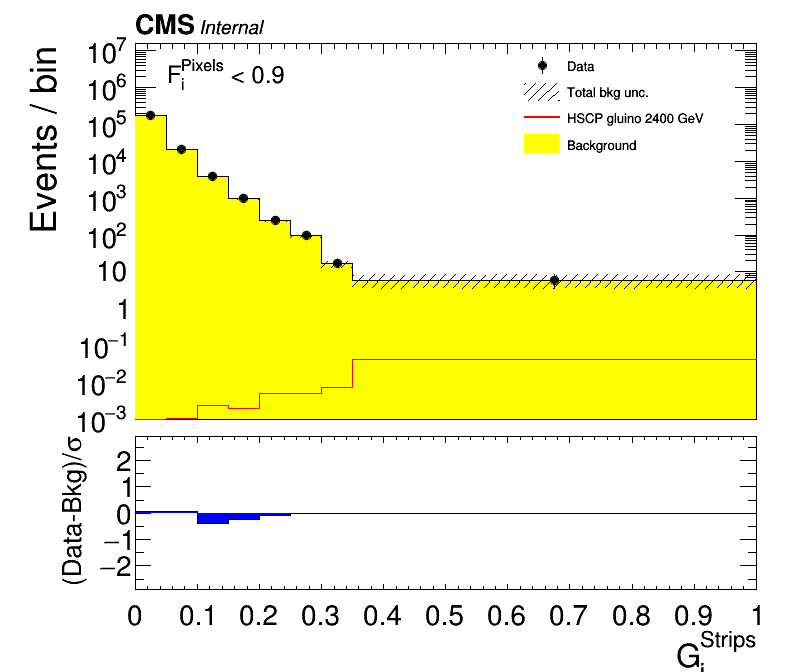 CMS Internal
F_i^Pixels < 0.9
Data
Total bkg unc.
HSCP gluino 2400 GeV
Background
Events / bin
10^7
10^6
10^5
10^4
10^3
10^2
10
1
10^−1
10^−2
10^−3
(Data-Bkg)/σ
2
1
0
−1
−2
0 0.1 0.2 0.3 0.4 0.5 0.6 0.7 0.8 0.9 1
G_i^Strips